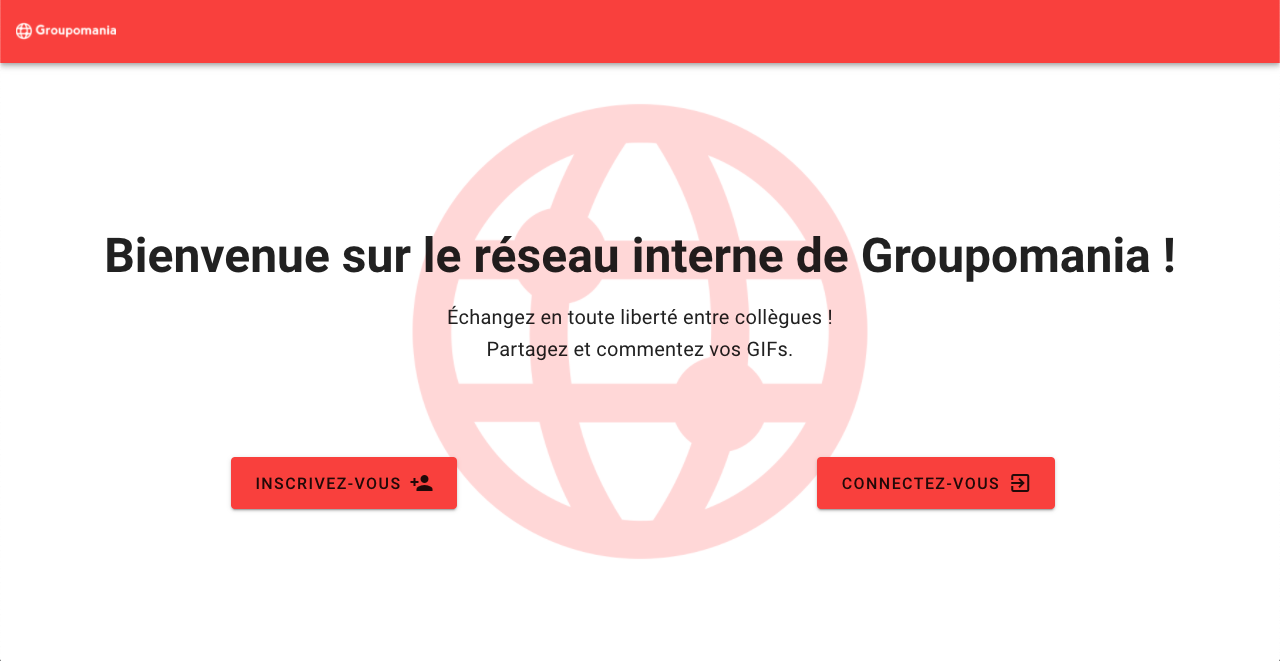 Groupomania
Bienvenue sur le réseau interne de Groupomania !
Échangez en toute liberté entre collègues !
Partagez et commentez vos GIFs.
INSCRIVEZ-VOUS
CONNECTEZ-VOUS